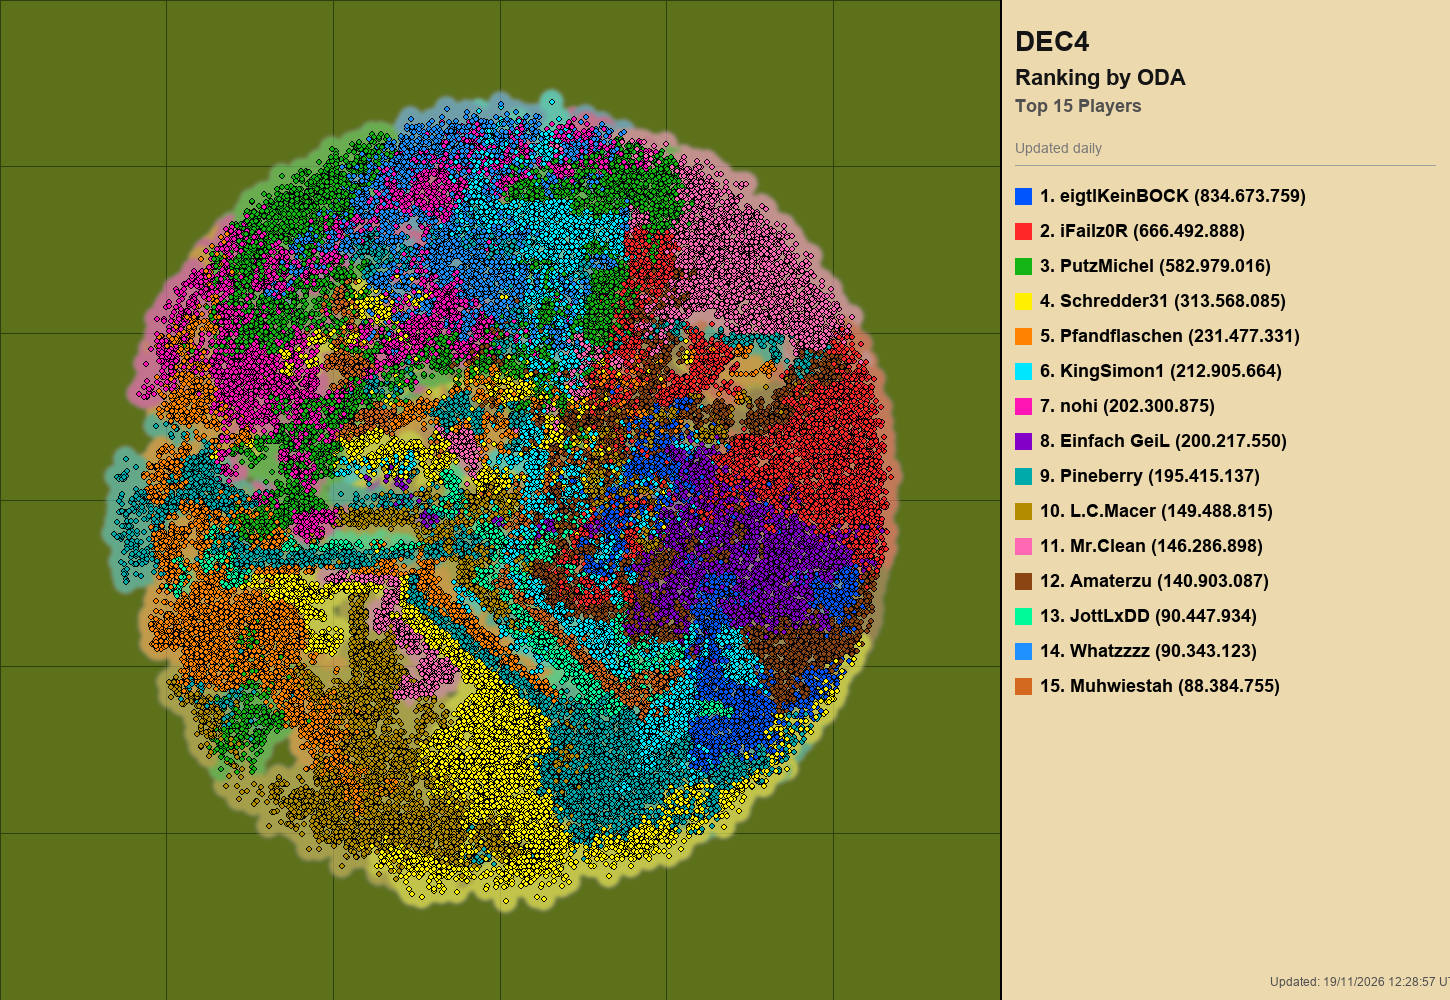 DEC4
Ranking by ODA
Top 15 Players
Updated daily
1. eigtlKeinBOCK (834.673.759)
2. iFailz0R (666.492.888)
3. PutzMichel (582.979.016)
4. Schredder31 (313.568.085)
5. Pfandflaschen (231.477.331)
6. KingSimon1 (212.905.664)
7. nohi (202.300.875)
8. Einfach GeiL (200.217.550)
9. Pineberry (195.415.137)
10. L.C.Macer (149.488.815)
11. Mr.Clean (146.286.898)
12. Amaterzu (140.903.087)
13. JottLxDD (90.447.934)
14. Whatzzzz (90.343.123)
15. Muhwiestah (88.384.755)
Updated: 19/11/2026 12:28:57